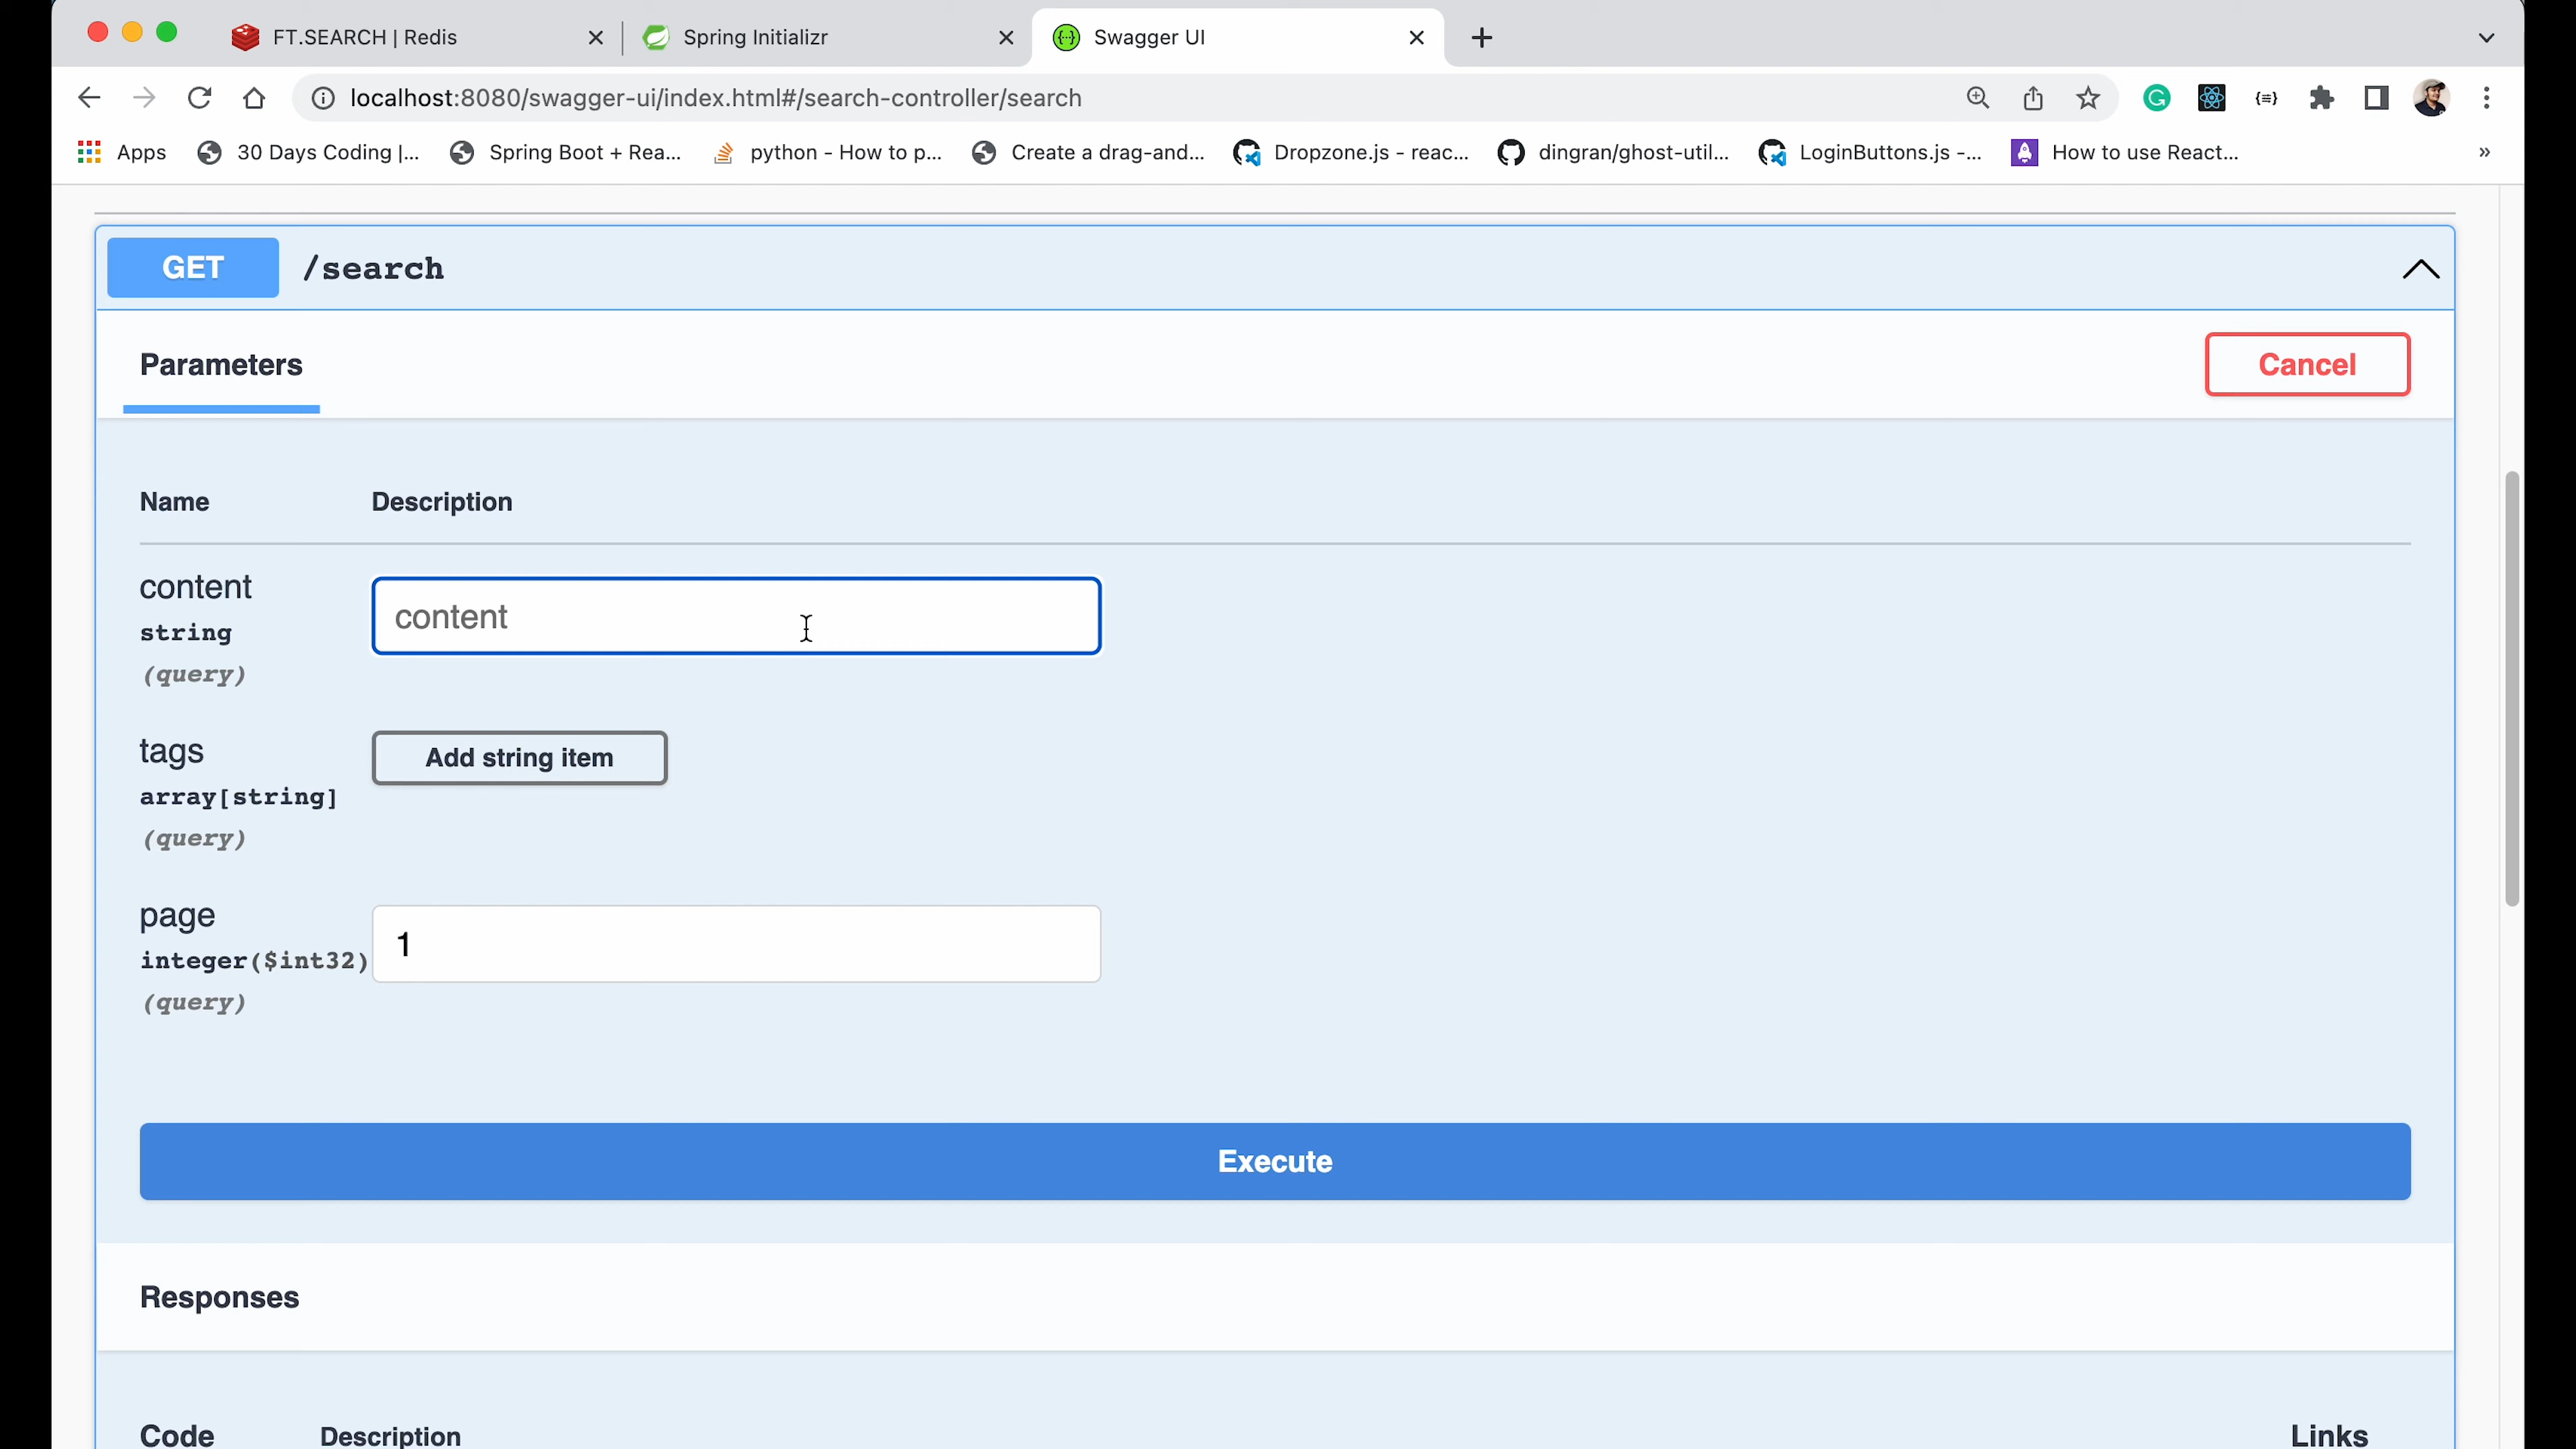 FT.SEARCH | Redis
Spring Initializr
Swagger UI
localhost:8080/swagger-ui/index.html#/search-controller/search
Apps
30 Days Coding |...
Spring Boot + Rea...
python - How to p...
Create a drag-and...
Dropzone.js - reac...
dingran/ghost-util...
LoginButtons.js -...
How to use React...
»
GET /search
Parameters
Cancel
Name Description
content
string
(query)
content
tags
array[string]
(query)
Add string item
page
integer($int32)
(query)
1
Execute
Responses
Code Description Links